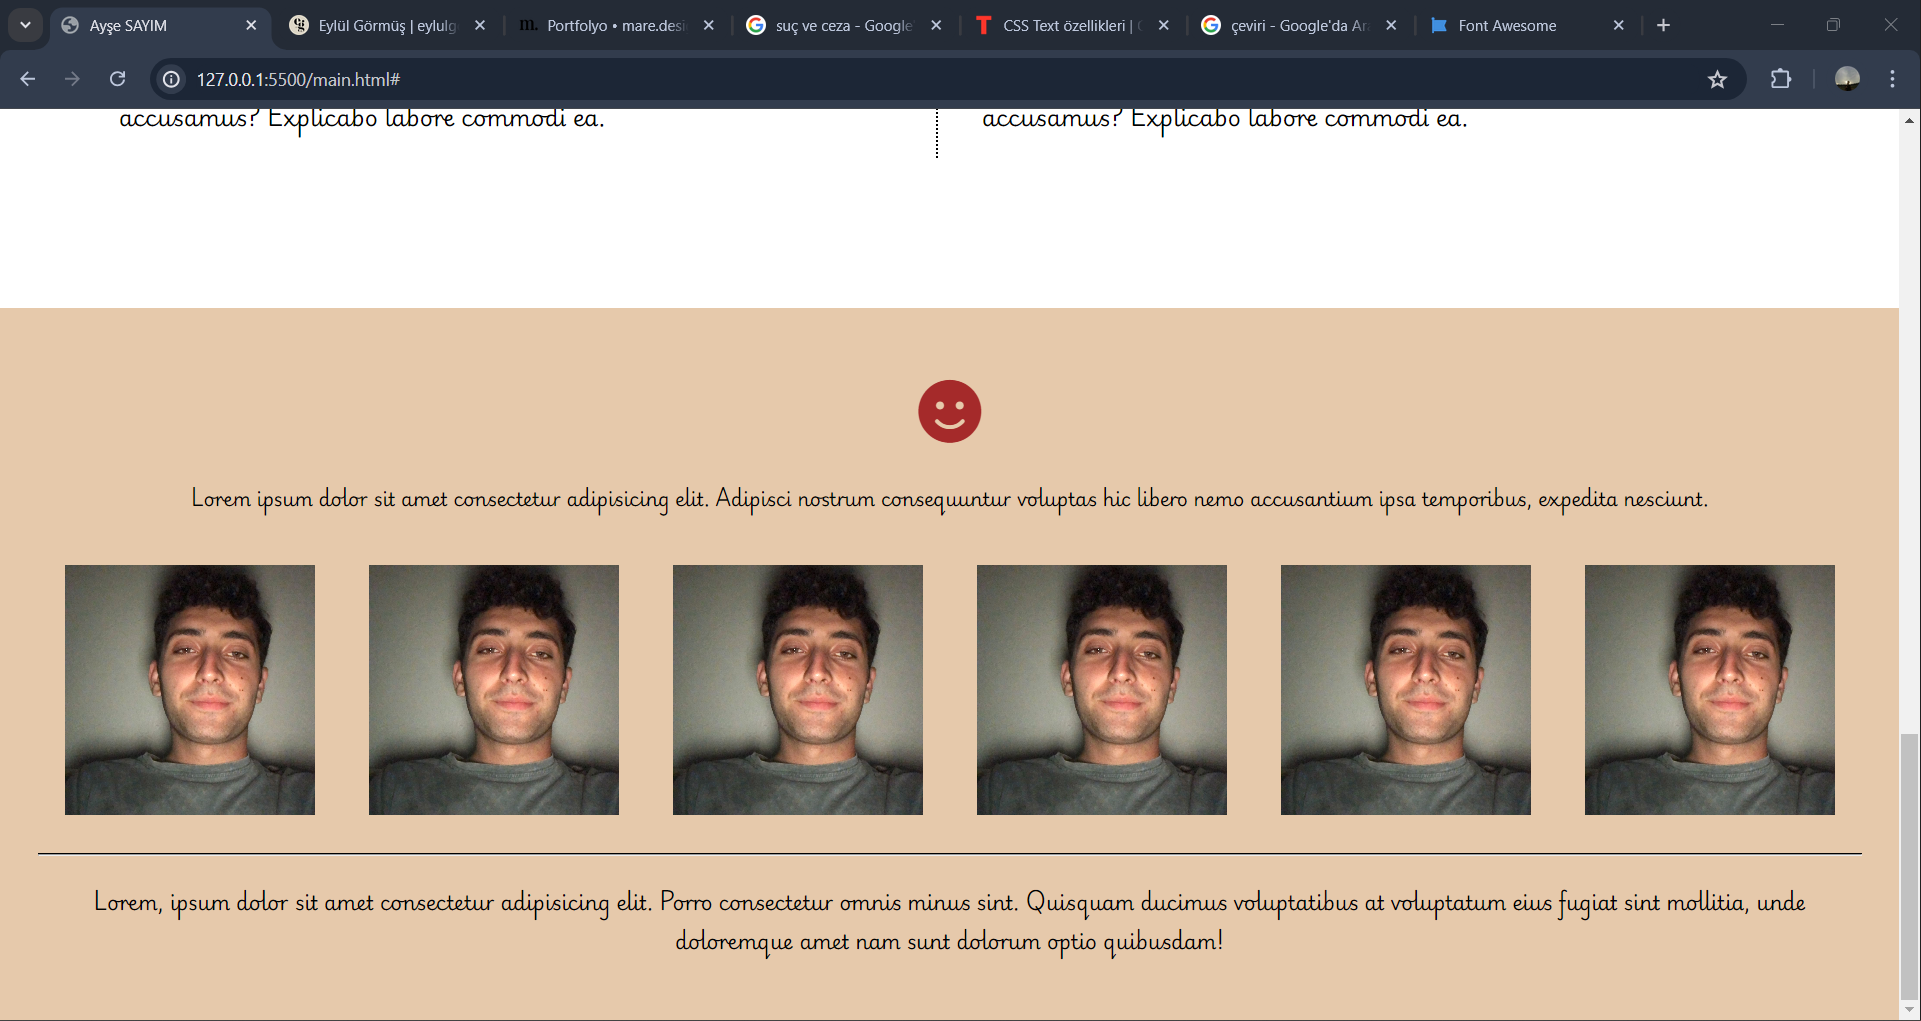 Ayşe SAYIM
Eylül Görmüş | eylulg
m. Portfolyo • mare.desi
suç ve ceza - Google'
CSS Text özellikleri |
çeviri - Google'da Ar
Font Awesome
127.0.0.1:5500/main.html#
accusamus? Explicabo labore commodi ea.
accusamus? Explicabo labore commodi ea.
Lorem ipsum dolor sit amet consectetur adipisicing elit. Adipisci nostrum consequuntur voluptas hic libero nemo accusantium ipsa temporibus, expedita nesciunt.
Lorem, ipsum dolor sit amet consectetur adipisicing elit. Porro consectetur omnis minus sint. Quisquam ducimus voluptatibus at voluptatum eius fugiat sint mollitia, unde
doloremque amet nam sunt dolorum optio quibusdam!